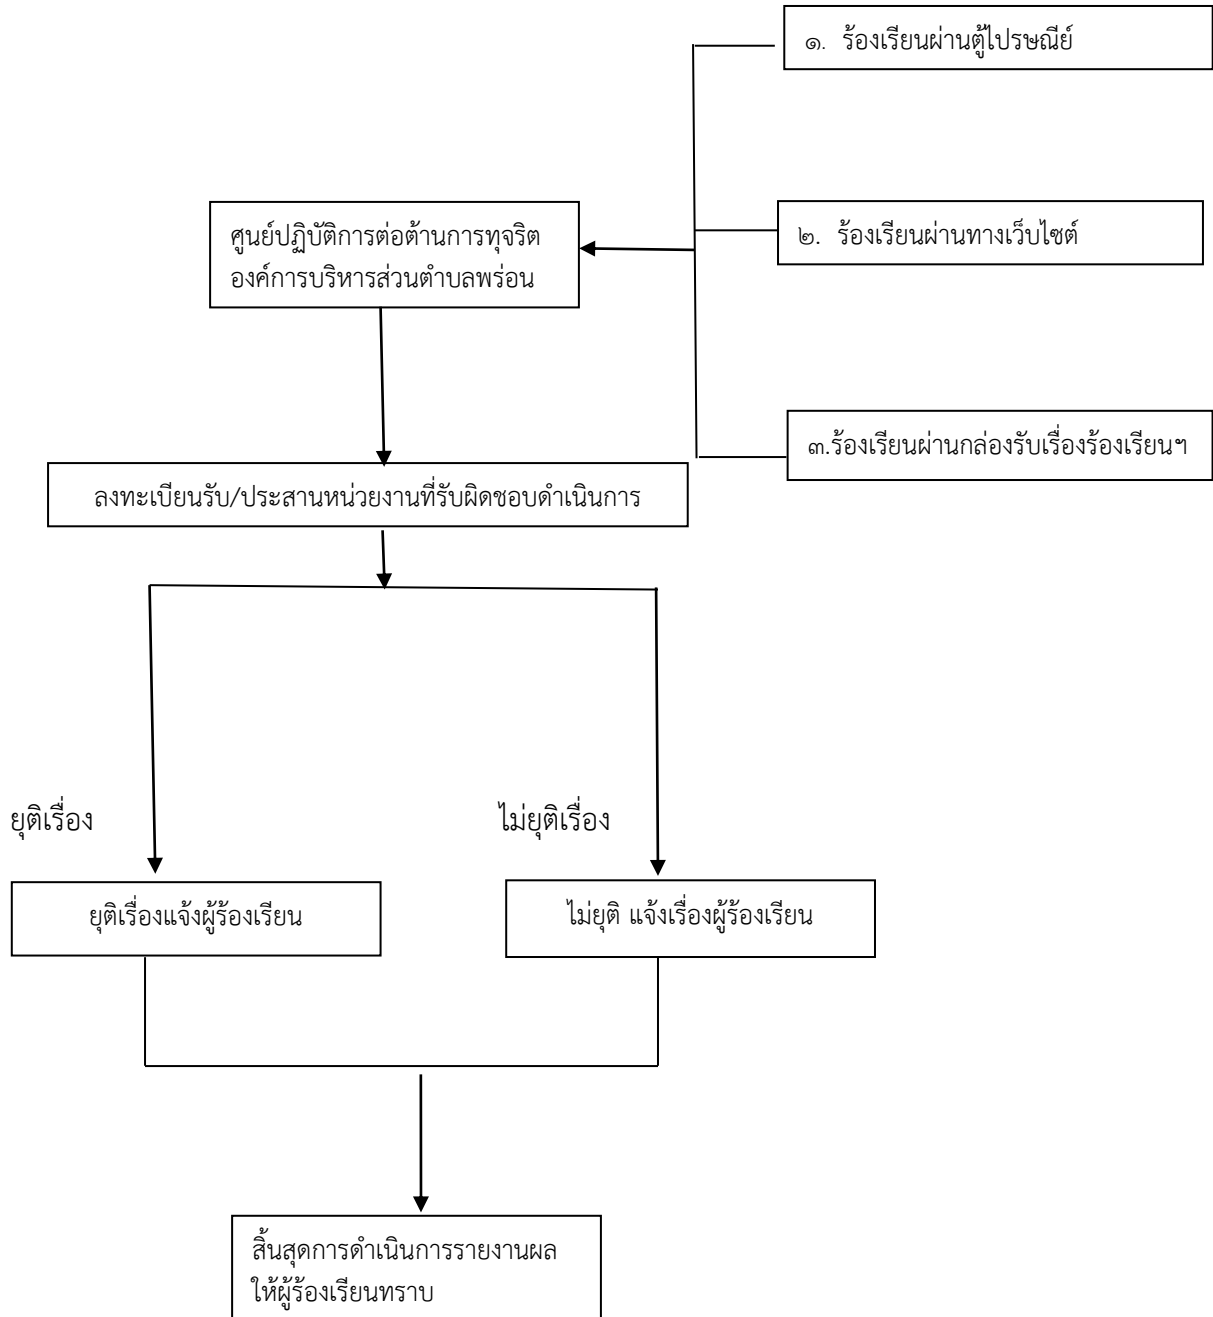 ๑. ร้องเรียนผ่านตู้ไปรษณีย์
ศูนย์ปฏิบัติการต่อต้านการทุจริต
องค์การบริหารส่วนตำบลพร่อน
๒. ร้องเรียนผ่านทางเว็บไซต์
๓.ร้องเรียนผ่านกล่องรับเรื่องร้องเรียนฯ
ลงทะเบียนรับ/ประสานหน่วยงานที่รับผิดชอบดำเนินการ
ยุติเรื่อง
ไม่ยุติเรื่อง
ยุติเรื่องแจ้งผู้ร้องเรียน
ไม่ยุติ แจ้งเรื่องผู้ร้องเรียน
สิ้นสุดการดำเนินการรายงานผล
ให้ผู้ร้องเรียนทราบ